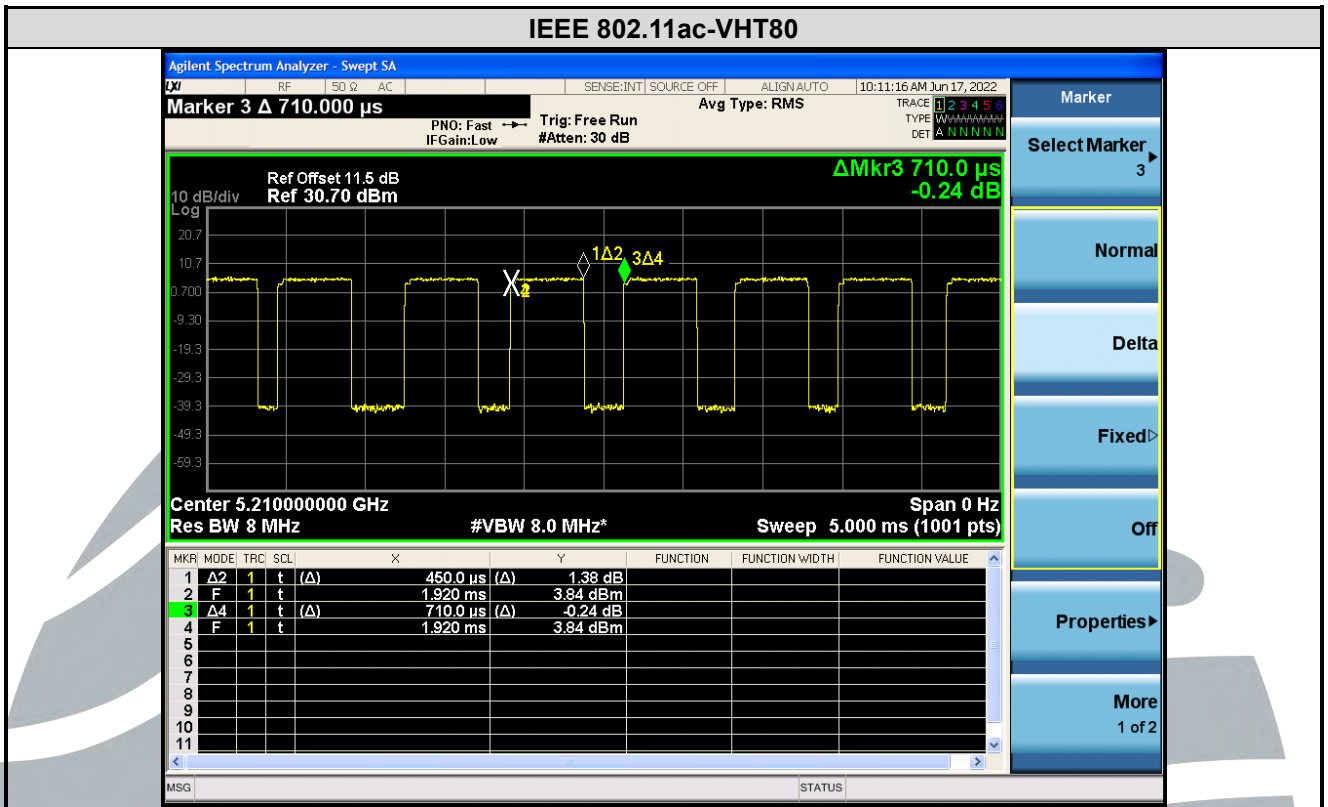 IEEE 802.11ac-VHT80
Agilent Spectrum Analyzer - Swept SA
LXI RF 50 Ω AC SENSE:INT SOURCE OFF ALIGN AUTO 10:11:16 AM Jun 17, 2022
Marker 3 Δ 710.000 µs
PNO: Fast
IFGain:Low
Trig: Free Run
#Atten: 30 dB
Avg Type: RMS
TRACE 1 2 3 4 5 6
TYPE
DET A N N N N N
ΔMkr3 710.0 µs
-0.24 dB
Ref Offset 11.5 dB
10 dB/div Ref 30.70 dBm
Log
20.7
10.7
0.700
-9.30
-19.3
-29.3
-39.3
-49.3
-59.3
1Δ2
3Δ4
Center 5.210000000 GHz Span 0 Hz
Res BW 8 MHz #VBW 8.0 MHz* Sweep 5.000 ms (1001 pts)
MKR MODE TRC SCL X Y FUNCTION FUNCTION WIDTH FUNCTION VALUE
1 Δ2 1 t (Δ) 450.0 µs (Δ) 1.38 dB
2 F 1 t 1.920 ms 3.84 dBm
3 Δ4 1 t (Δ) 710.0 µs (Δ) -0.24 dB
4 F 1 t 1.920 ms 3.84 dBm
5
6
7
8
9
10
11
MSG STATUS
Marker
Select Marker
3
Normal
Delta
Fixed
Off
Properties
More
1 of 2